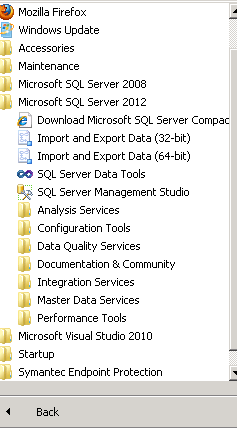 Mozilla Firefox
Windows Update
Accessories
Maintenance
Microsoft SQL Server 2008
Microsoft SQL Server 2012
Download Microsoft SQL Server Compac
Import and Export Data (32-bit)
Import and Export Data (64-bit)
SQL Server Data Tools
SQL Server Management Studio
Analysis Services
Configuration Tools
Data Quality Services
Documentation & Community
Integration Services
Master Data Services
Performance Tools
Microsoft Visual Studio 2010
Startup
Symantec Endpoint Protection
Back